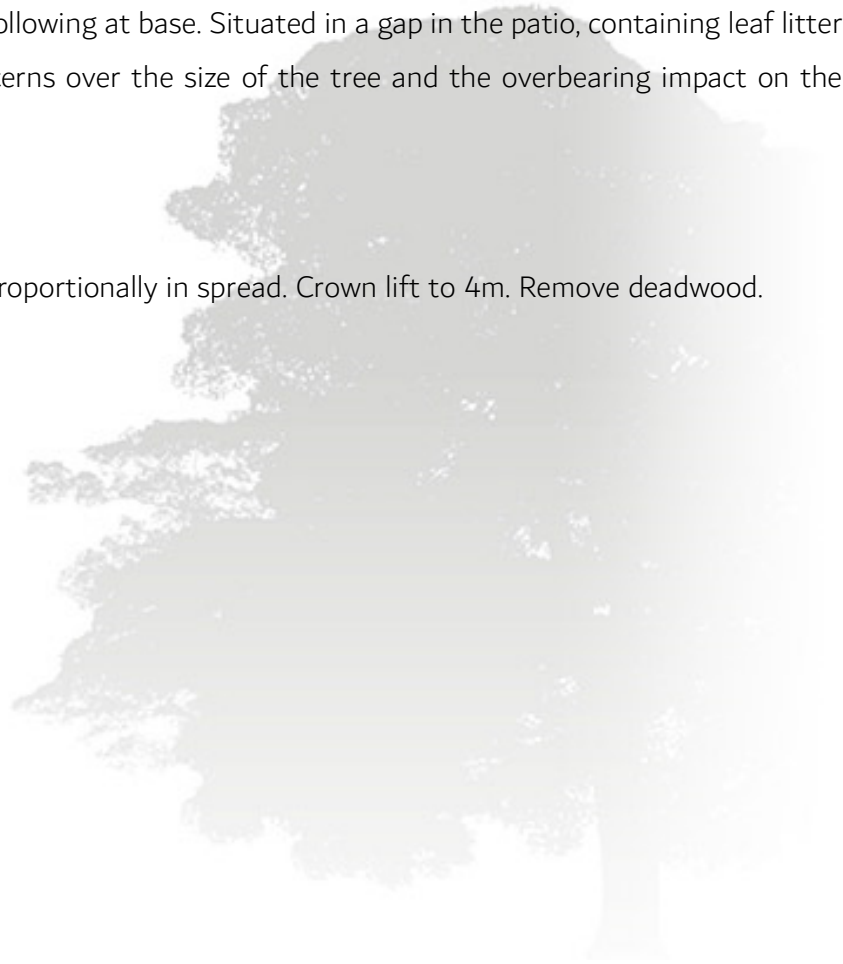 ollowing at base. Situated in a gap in the patio, containing leaf litter
terns over the size of the tree and the overbearing impact on the
roportionally in spread. Crown lift to 4m. Remove deadwood.